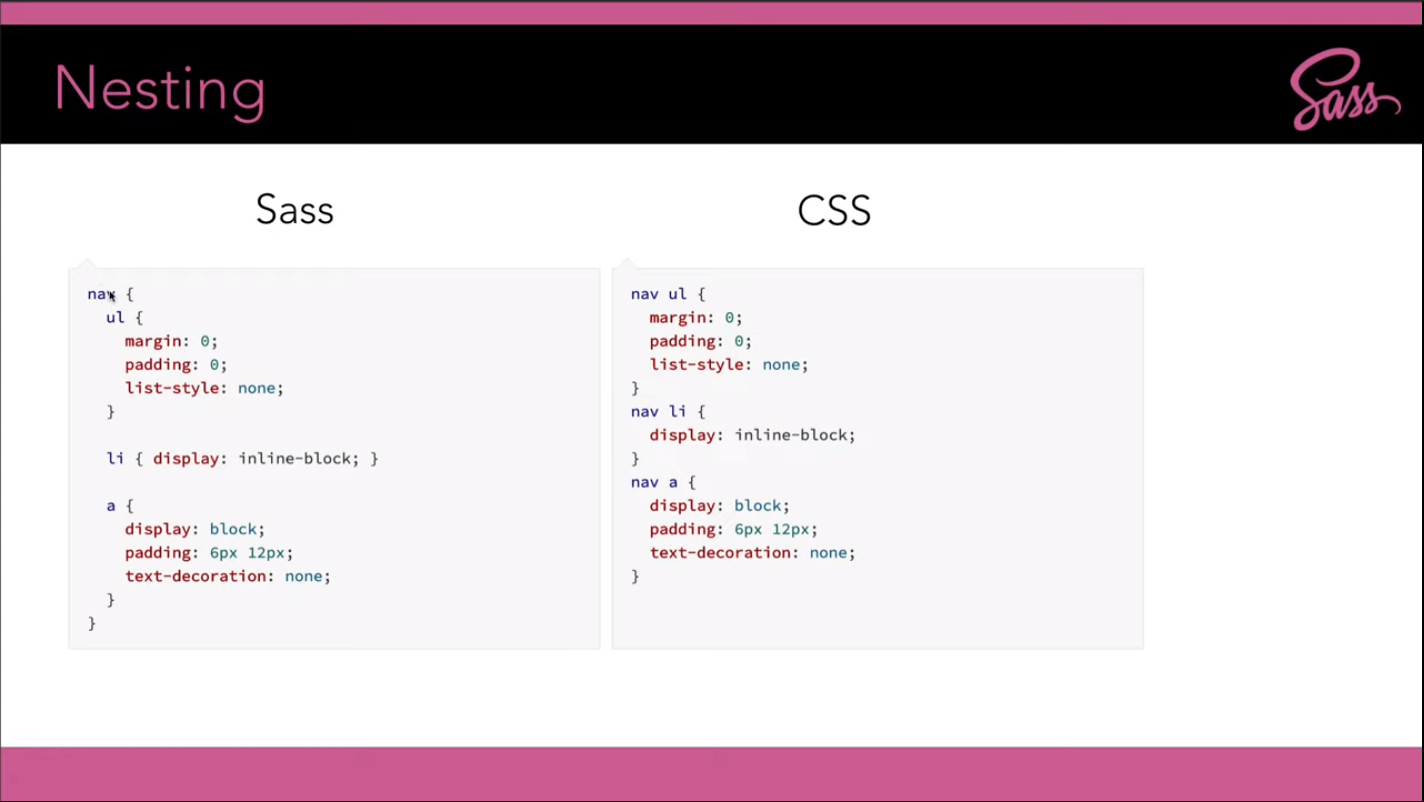 Nesting
Sass
Sass
nav {
  ul {
    margin: 0;
    padding: 0;
    list-style: none;
  }
  li { display: inline-block; }
  a {
    display: block;
    padding: 6px 12px;
    text-decoration: none;
  }
}
CSS
nav ul {
  margin: 0;
  padding: 0;
  list-style: none;
}
nav li {
  display: inline-block;
}
nav a {
  display: block;
  padding: 6px 12px;
  text-decoration: none;
}